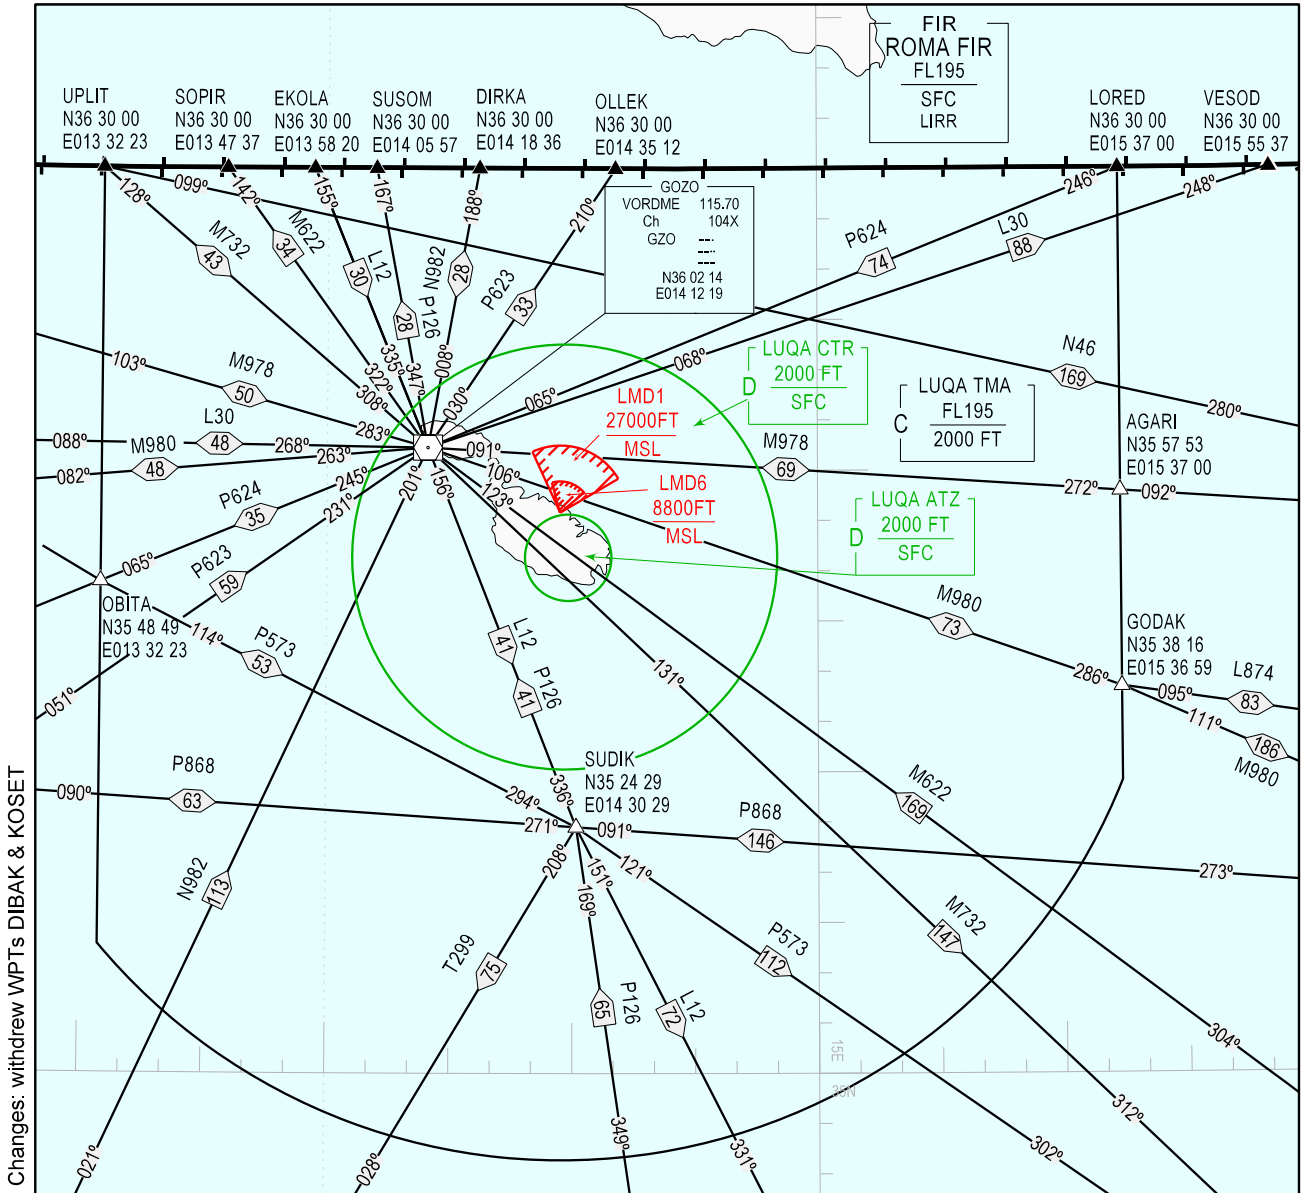 FIR
ROMA FIR
FL195
SFC
LIRR
UPLIT
N36 30 00
E013 32 23
SOPIR
N36 30 00
E013 47 37
EKOLA
N36 30 00
E013 58 20
SUSOM
N36 30 00
E014 05 57
DIRKA
N36 30 00
E014 18 36
OLLEK
N36 30 00
E014 35 12
LORED
N36 30 00
E015 37 00
VESOD
N36 30 00
E015 55 37
128º
099º
142º
155º
167º
188º
210º
246º
248º
GOZO
VORDME 115.70
Ch 104X
GZO
N36 02 14
E014 12 19
M732
43
M622
34
L12
30
28
P126
N982
28
P623
33
P624
74
L30
88
103º
M978
50
308º
322º
335º
347º
008º
030º
065º
068º
N46
169
280º
LUQA CTR
D
2000 FT
SFC
LUQA TMA
C
FL195
2000 FT
LMD1
27000FT
MSL
LMD6
8800FT
MSL
AGARI
N35 57 53
E015 37 00
088º
L30
48
268º
283º
082º
M980
48
263º
091º
M978
69
272º
092º
106º
123º
P624
35
245º
231º
201º
156º
LUQA ATZ
D
2000 FT
SFC
065º
P623
59
OBITA
N35 48 49
E013 32 23
114º
P573
53
051º
L12
41
P126
41
131º
M980
73
286º
GODAK
N35 38 16
E015 36 59
095º
L874
83
111º
186
M980
SUDIK
N35 24 29
E014 30 29
336º
294º
271º
091º
090º
P868
63
P868
146
273º
M622
169
208º
169º
151º
121º
N982
113
T299
75
P126
65
L12
72
P573
112
M732
147
304º
312º
302º
331º
349º
028º
021º
15E
35N
Changes: withdrew WPTs DIBAK & KOSET